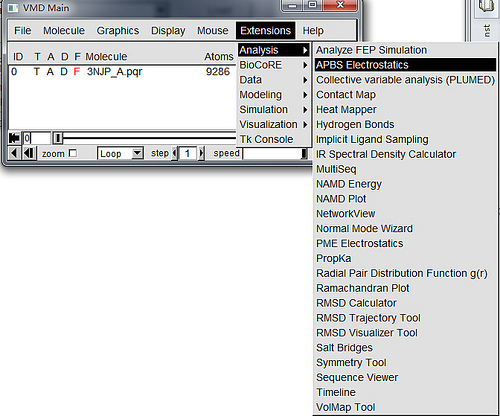 VMD Main
File Molecule Graphics Display Mouse Extensions Help
ID T A D F Molecule Atoms
0 T A D F 3NJP_A.pqr 9286
0
zoom Loop step 1 speed
Analysis
BioCoRE
Data
Modeling
Simulation
Visualization
Tk Console
Analyze FEP Simulation
APBS Electrostatics
Collective variable analysis (PLUMED)
Contact Map
Heat Mapper
Hydrogen Bonds
Implicit Ligand Sampling
IR Spectral Density Calculator
MultiSeq
NAMD Energy
NAMD Plot
NetworkView
Normal Mode Wizard
PME Electrostatics
PropKa
Radial Pair Distribution Function g(r)
Ramachandran Plot
RMSD Calculator
RMSD Trajectory Tool
RMSD Visualizer Tool
Salt Bridges
Symmetry Tool
Sequence Viewer
Timeline
VolMap Tool
nst